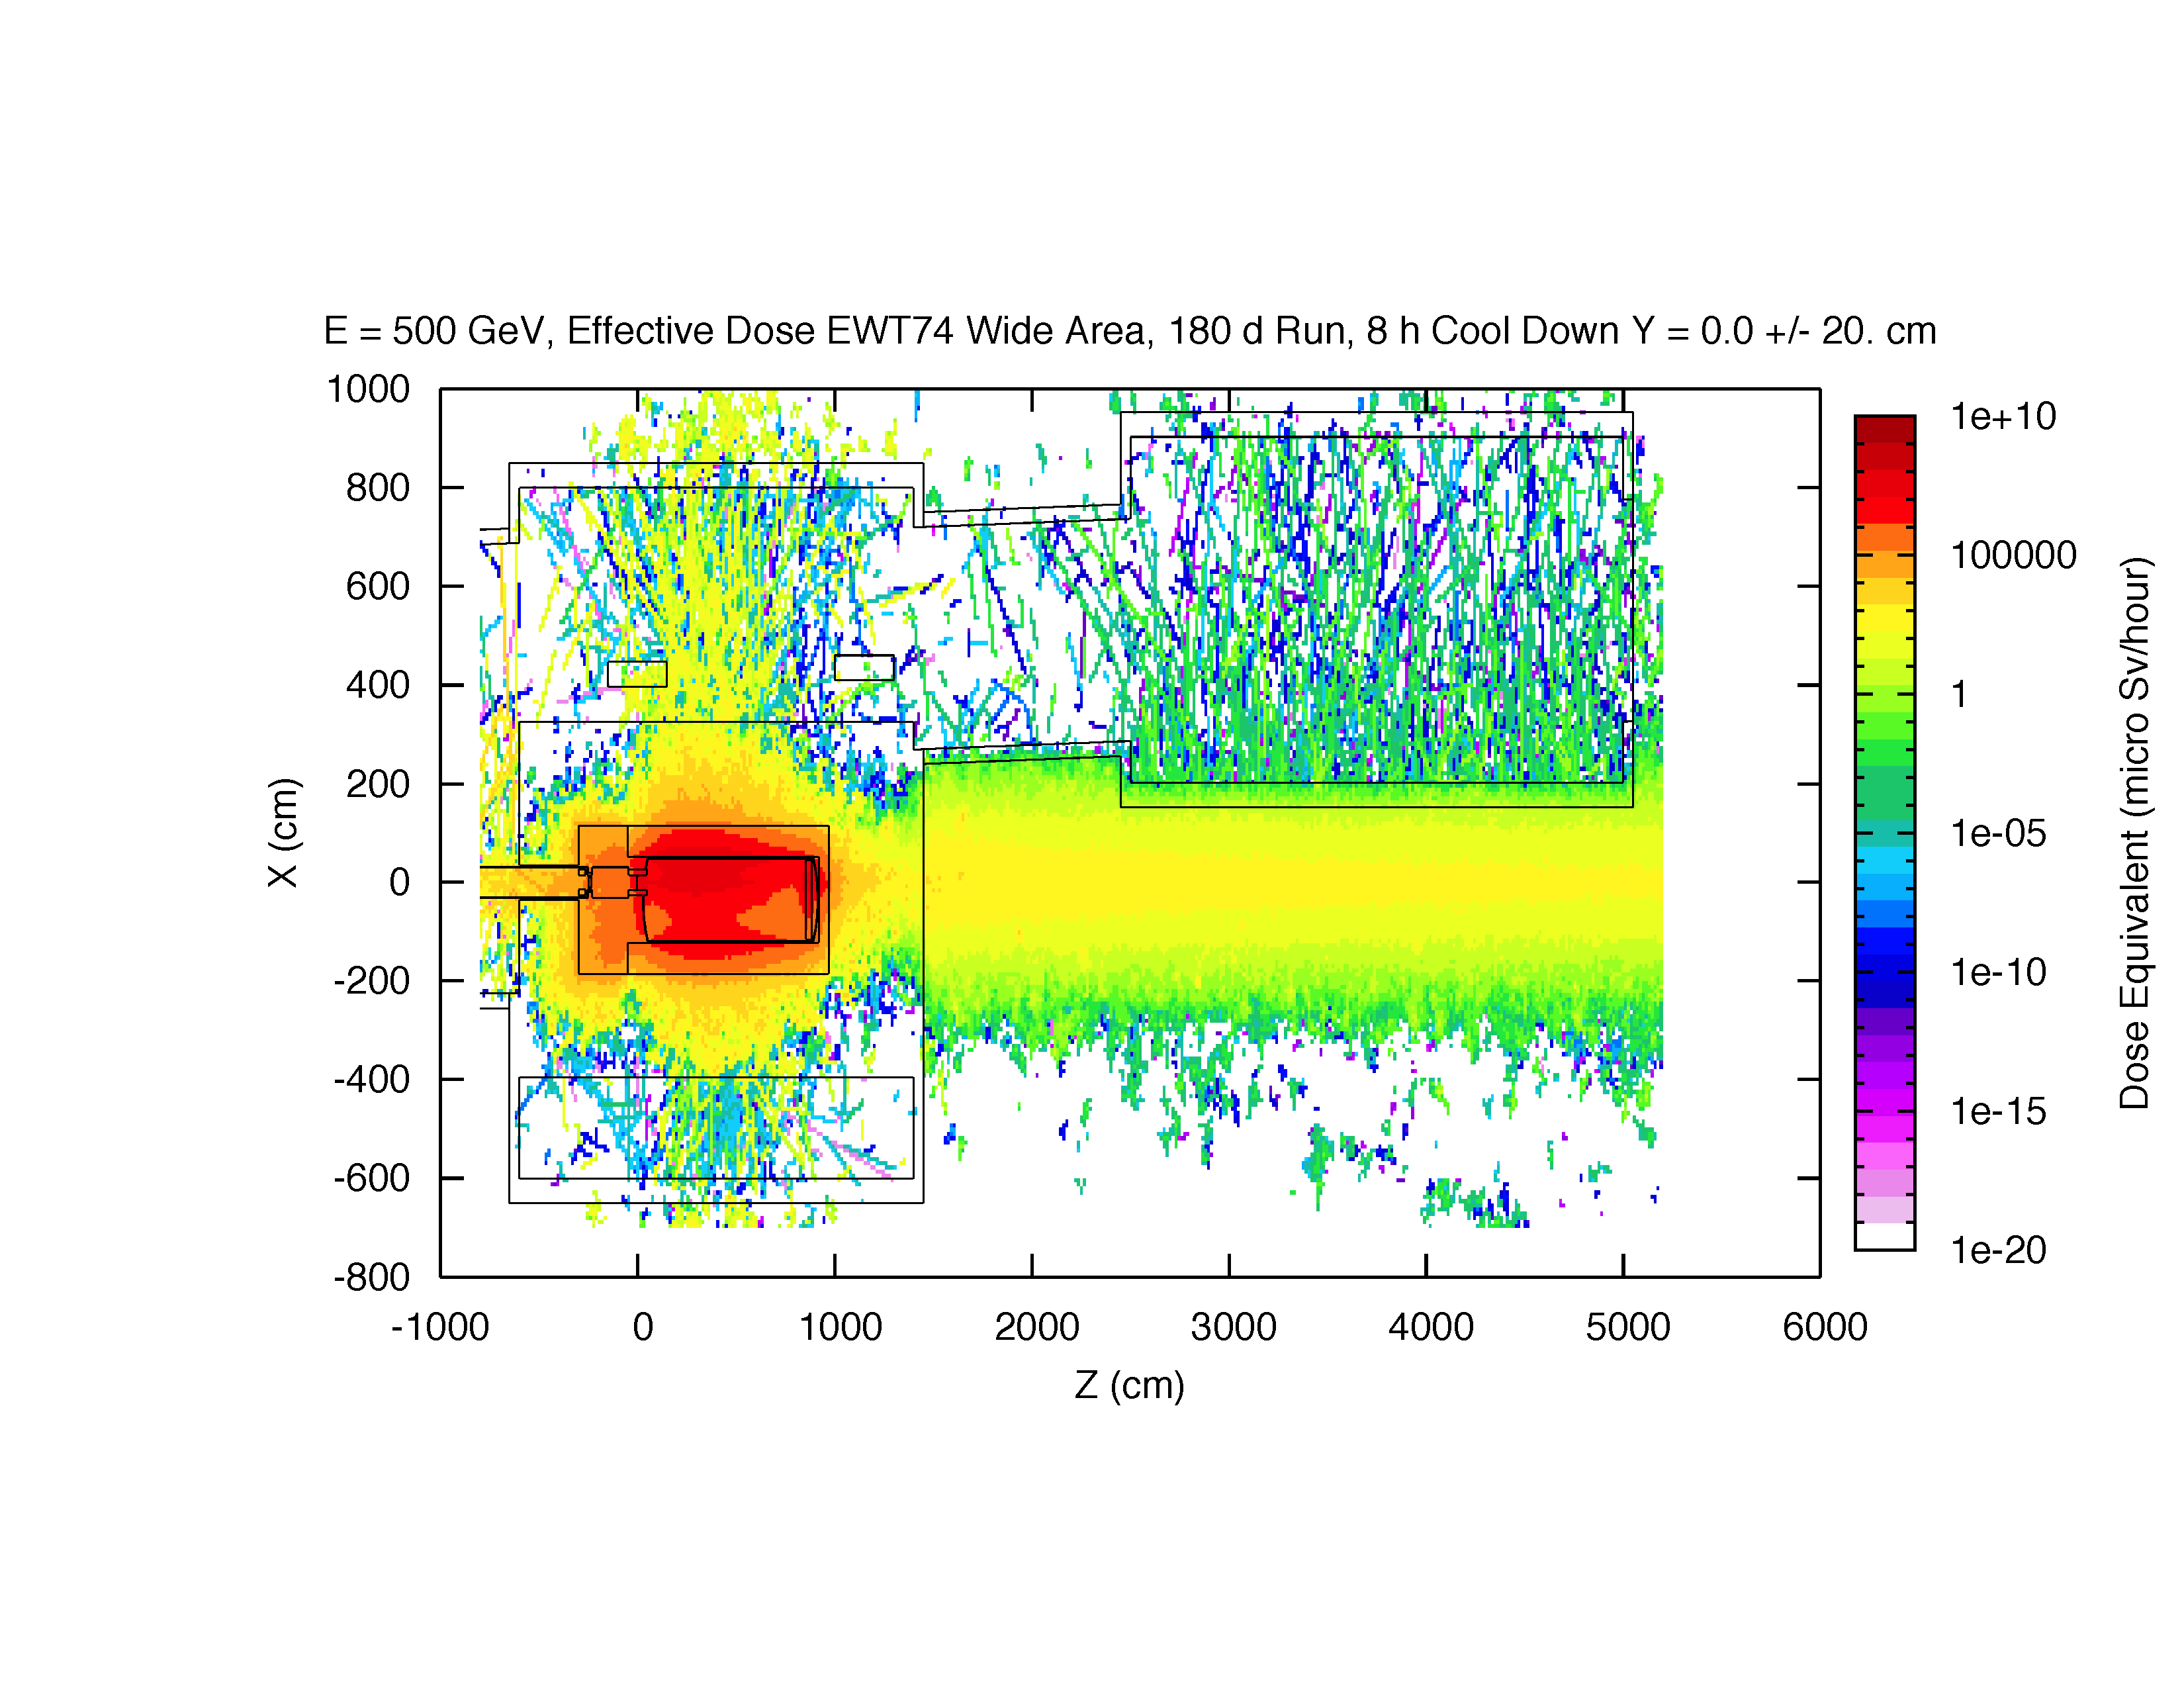 E = 500 GeV, Effective Dose EWT74 Wide Area, 180 d Run, 8 h Cool Down Y = 0.0 +/- 20. cm
1000
800
600
400
200
0
-200
-400
-600
-800
X (cm)
-1000
0
1000
2000
3000
4000
5000
6000
Z (cm)
1e+10
100000
1
1e-05
1e-10
1e-15
1e-20
Dose Equivalent (micro Sv/hour)